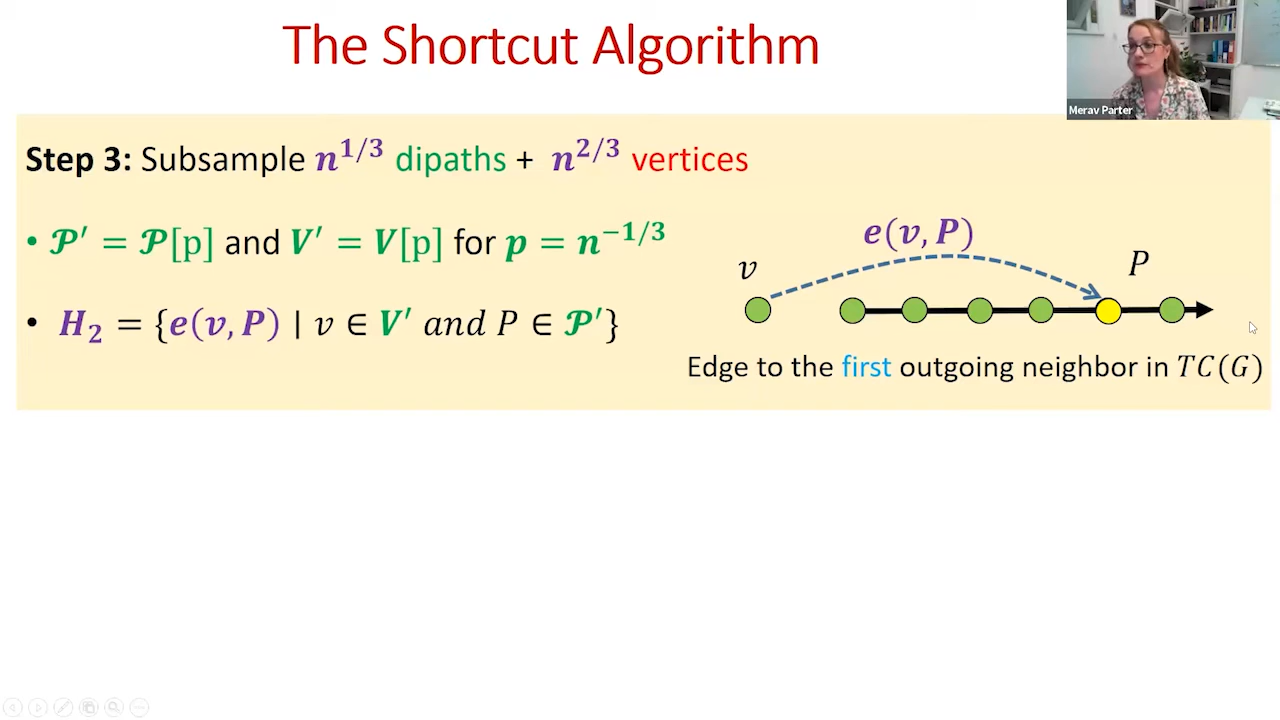 The Shortcut Algorithm
Merav Parter
Step 3: Subsample n^{1/3} dipaths + n^{2/3} vertices
• 𝒫′ = 𝒫[p] and V′ = V[p] for p = n^{−1/3}
• H₂ = {e(v, P) | v ∈ V′ and P ∈ 𝒫′}
e(v, P)
v
P
Edge to the first outgoing neighbor in TC(G)